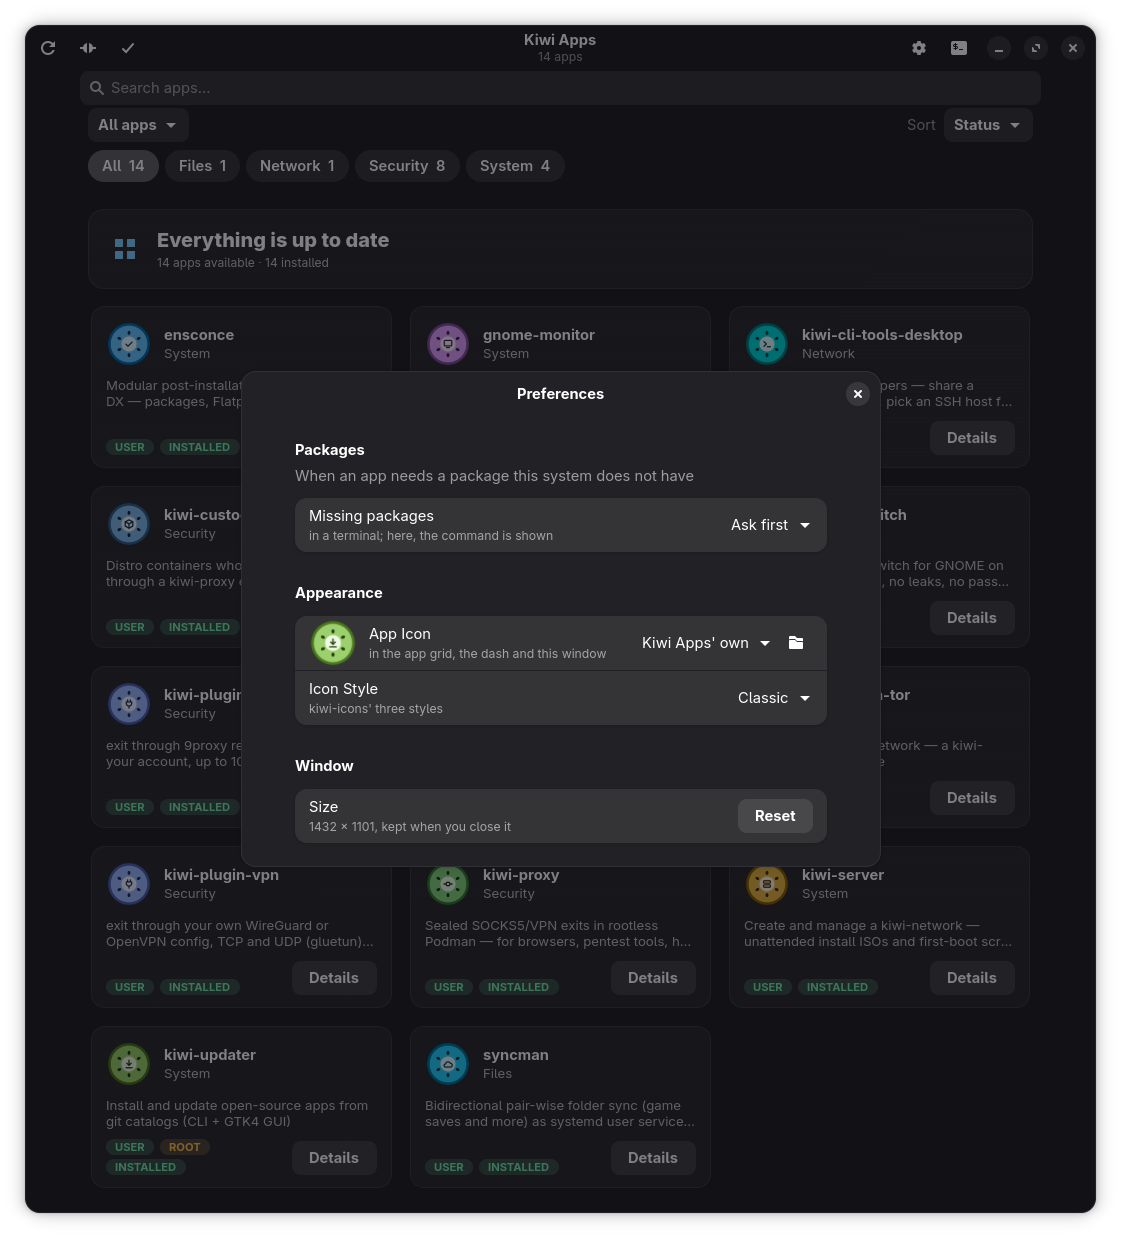 Kiwi Apps
14 apps
Search apps...
All apps
Sort Status
All 14 Files 1 Network 1 Security 8 System 4
Everything is up to date
14 apps available · 14 installed
ensconce
System
Modular post-installat
DX — packages, Flatp
USER INSTALLED
gnome-monitor
System
kiwi-cli-tools-desktop
Network
pers — share a
pick an SSH host f...
Details
Preferences
Packages
When an app needs a package this system does not have
Missing packages
in a terminal; here, the command is shown
Ask first
Appearance
App Icon
in the app grid, the dash and this window
Kiwi Apps' own
Icon Style
kiwi-icons' three styles
Classic
Window
Size
1432 × 1101, kept when you close it
Reset
kiwi-custo
Security
Distro containers who
through a kiwi-proxy
USER INSTALLED
itch
witch for GNOME on
, no leaks, no pass...
Details
kiwi-plugin
Security
exit through 9proxy re
your account, up to 10
USER INSTALLED
-tor
etwork — a kiwi-
e
Details
kiwi-plugin-vpn
Security
exit through your own WireGuard or
OpenVPN config, TCP and UDP (gluetun)...
USER INSTALLED
Details
kiwi-proxy
Security
Sealed SOCKS5/VPN exits in rootless
Podman — for browsers, pentest tools, h...
USER INSTALLED
Details
kiwi-server
System
Create and manage a kiwi-network —
unattended install ISOs and first-boot scr...
USER INSTALLED
Details
kiwi-updater
System
Install and update open-source apps from
git catalogs (CLI + GTK4 GUI)
USER ROOT
INSTALLED
Details
syncman
Files
Bidirectional pair-wise folder sync (game
saves and more) as systemd user service...
USER INSTALLED
Details